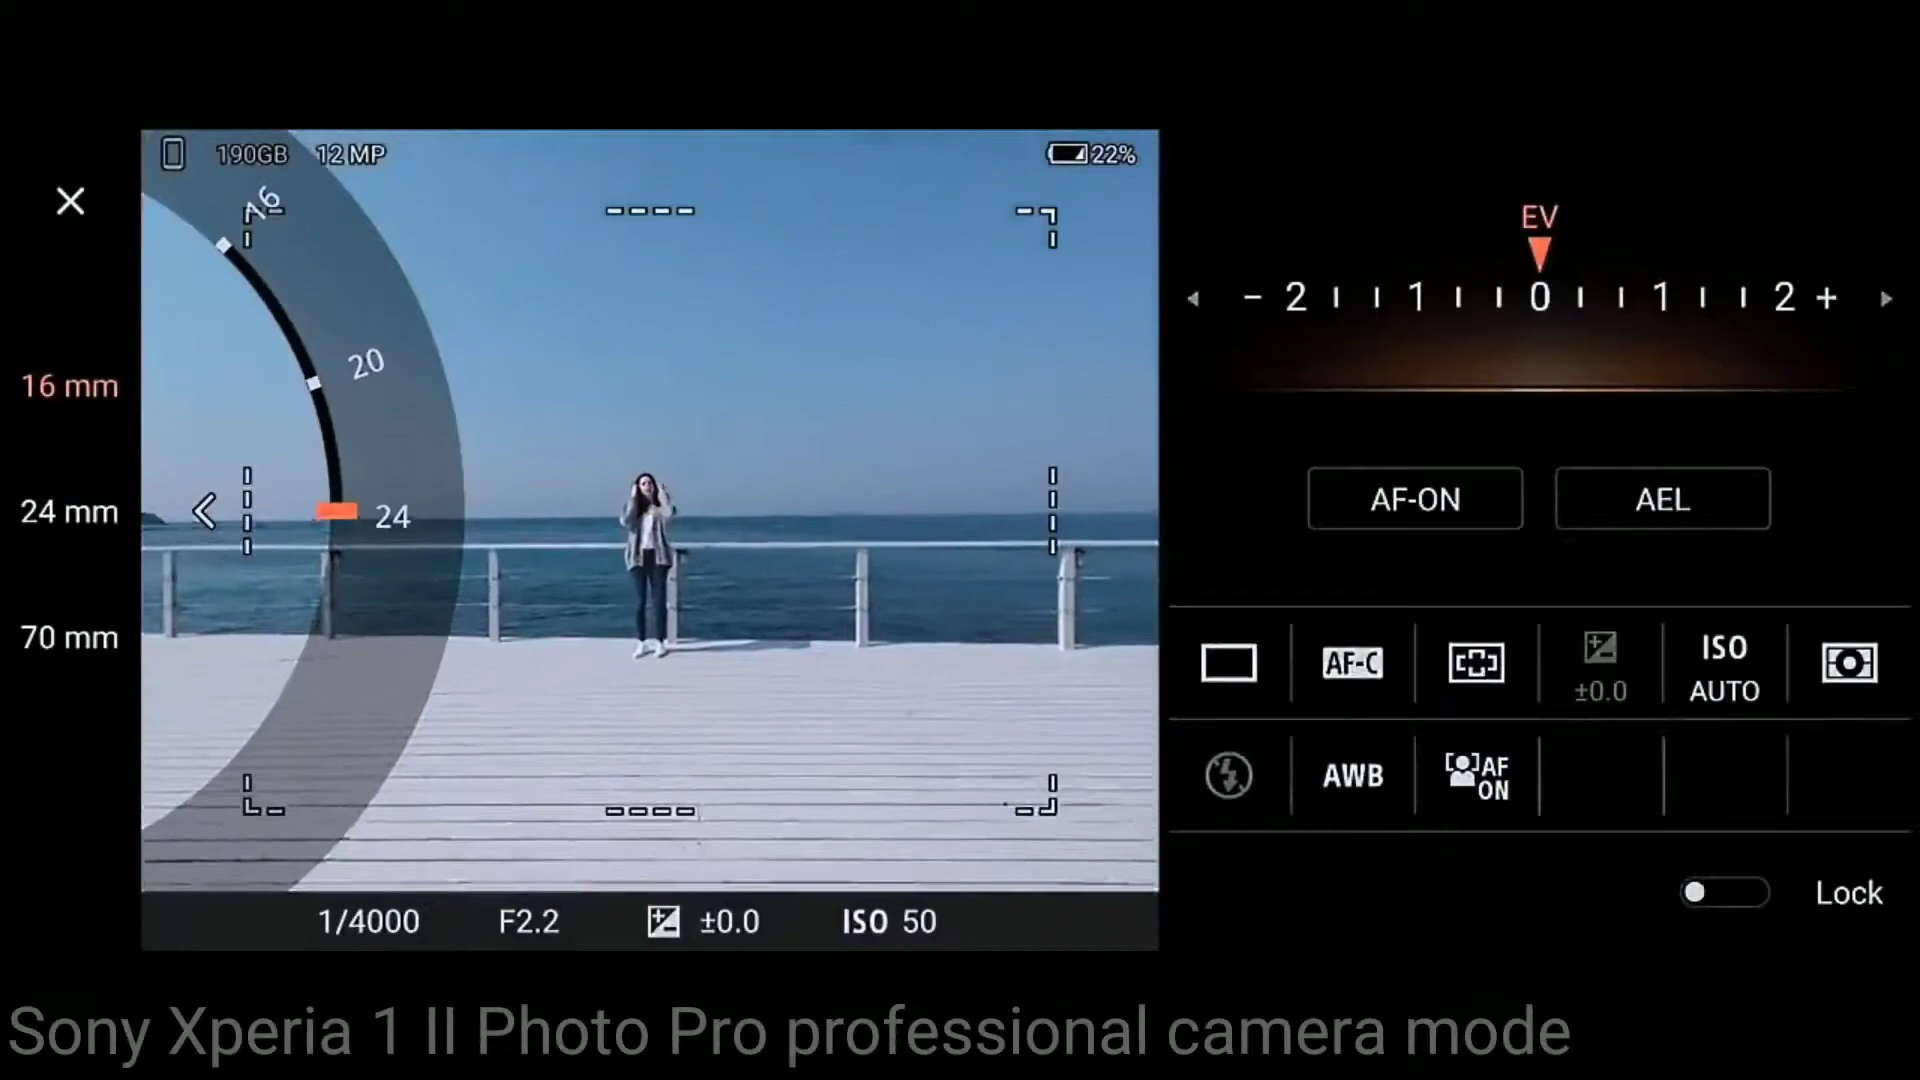 190GB 12 MP 22%
16
20
24
16 mm
24 mm
70 mm
EV
− 2 1 0 1 2 +
AF-ON AEL
AF-C ±0.0 ISO AUTO
AWB AF ON
Lock
1/4000 F2.2 ±0.0 ISO 50
Sony Xperia 1 II Photo Pro professional camera mode